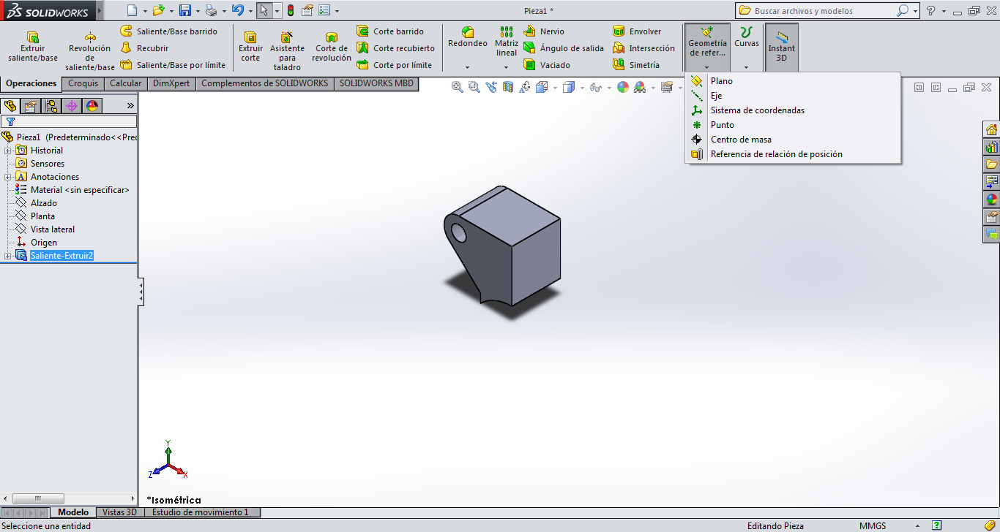 SOLIDWORKS
Pieza1 *
Buscar archivos y modelos
Extruir
saliente/base
Revolución
de
saliente/base
Saliente/Base barrido
Recubrir
Saliente/Base por límite
Extruir
corte
Asistente
para
taladro
Corte de
revolución
Corte barrido
Corte recubierto
Corte por límite
Redondeo
Matriz
lineal
Nervio
Ángulo de salida
Vaciado
Envolver
Intersección
Simetría
Geometría
de refer...
Curvas
Instant
3D
Operaciones
Croquis
Calcular
DimXpert
Complementos de SOLIDWORKS
SOLIDWORKS MBD
Plano
Eje
Sistema de coordenadas
Punto
Centro de masa
Referencia de relación de posición
Pieza1 (Predeterminado<<Pred
Historial
Sensores
Anotaciones
Material <sin especificar>
Alzado
Planta
Vista lateral
Origen
Saliente-Extruir2
Y
Z
X
*Isométrica
Modelo
Vistas 3D
Estudio de movimiento 1
Seleccione una entidad
Editando Pieza
MMGS